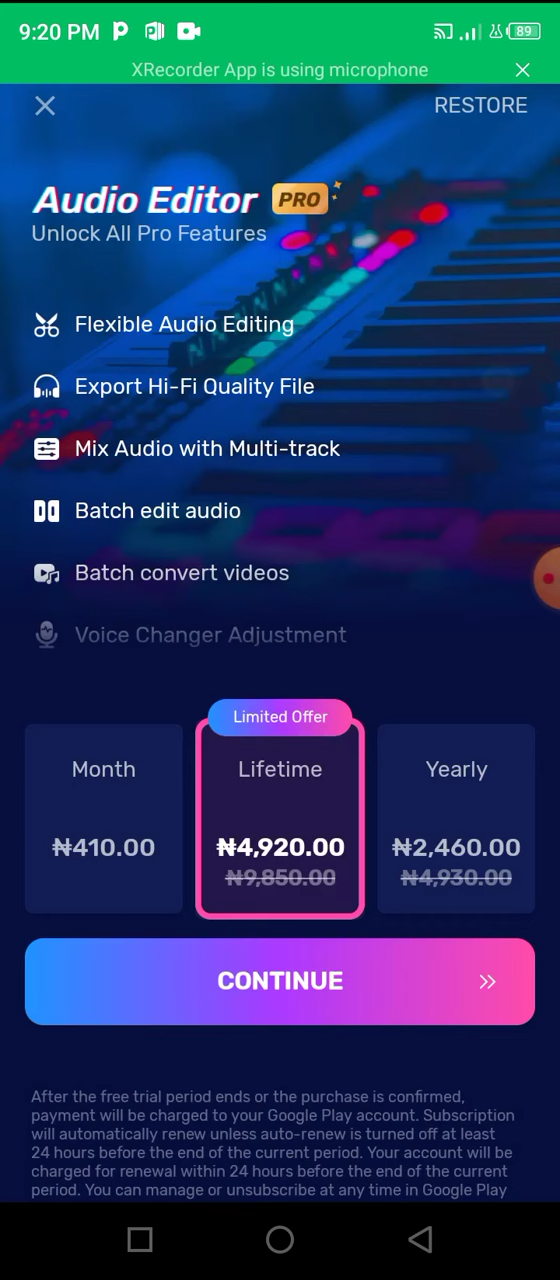 9:20 PM
89
XRecorder App is using microphone
RESTORE
Audio Editor PRO
Unlock All Pro Features
Flexible Audio Editing
Export Hi-Fi Quality File
Mix Audio with Multi-track
Batch edit audio
Batch convert videos
Voice Changer Adjustment
Limited Offer
Month
Lifetime
Yearly
₦410.00
₦4,920.00
₦2,460.00
₦9,850.00
₦4,930.00
CONTINUE
After the free trial period ends or the purchase is confirmed,
payment will be charged to your Google Play account. Subscription
will automatically renew unless auto-renew is turned off at least
24 hours before the end of the current period. Your account will be
charged for renewal within 24 hours before the end of the current
period. You can manage or unsubscribe at any time in Google Play